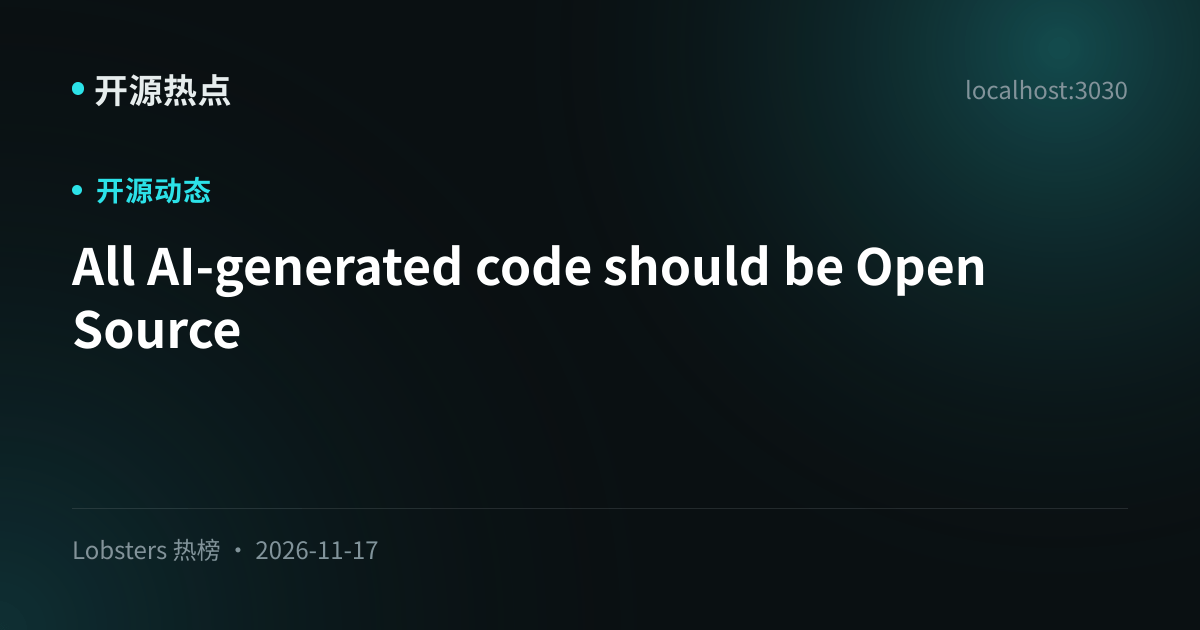 开源热点
localhost:3030
开源动态
All AI-generated code should be Open
Source
Lobsters 热榜 • 2026-11-17